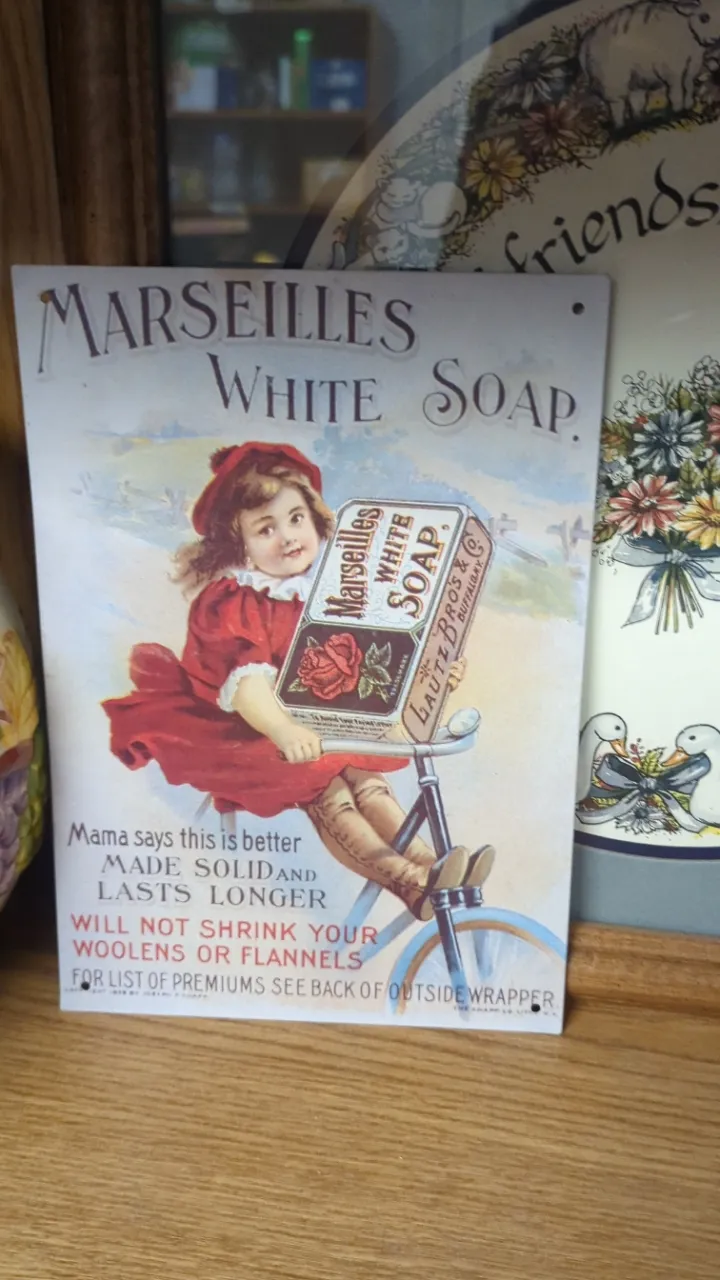 friends
MARSEILLES
WHITE SOAP.
Marseilles
WHITE
SOAP.
LAUTZ BRO'S & Co.
BUFFALO, N.Y.
Mama says this is better
MADE SOLID AND
LASTS LONGER
WILL NOT SHRINK YOUR
WOOLENS OR FLANNELS
FOR LIST OF PREMIUMS SEE BACK OF OUTSIDE WRAPPER.